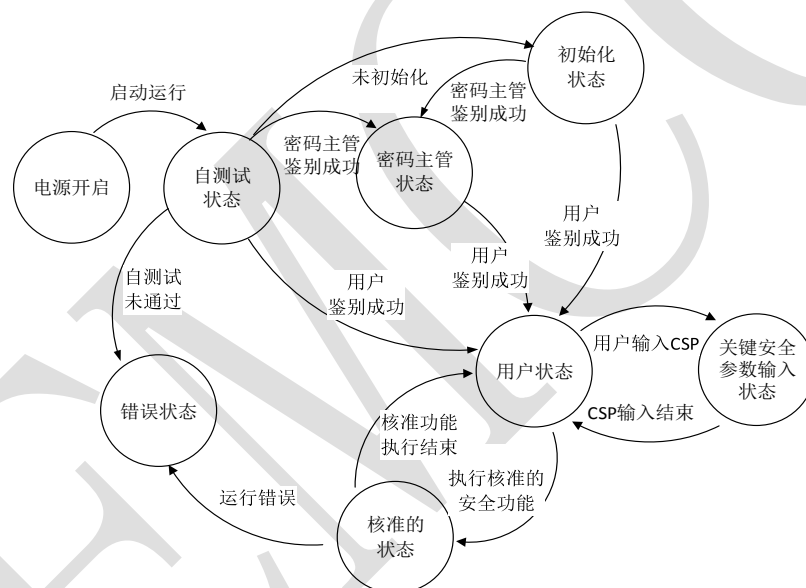 初始化
状态
未初始化
启动运行
密码主管
鉴别成功
密码主管
鉴别成功
密码主管
状态
电源开启
自测试
状态
用户
鉴别成功
用户
鉴别成功
自测试
未通过
用户
鉴别成功
用户输入CSP
关键安全
参数输入
状态
用户状态
错误状态
CSP输入结束
核准功能
执行结束
执行核准的
安全功能
运行错误
核准的
状态